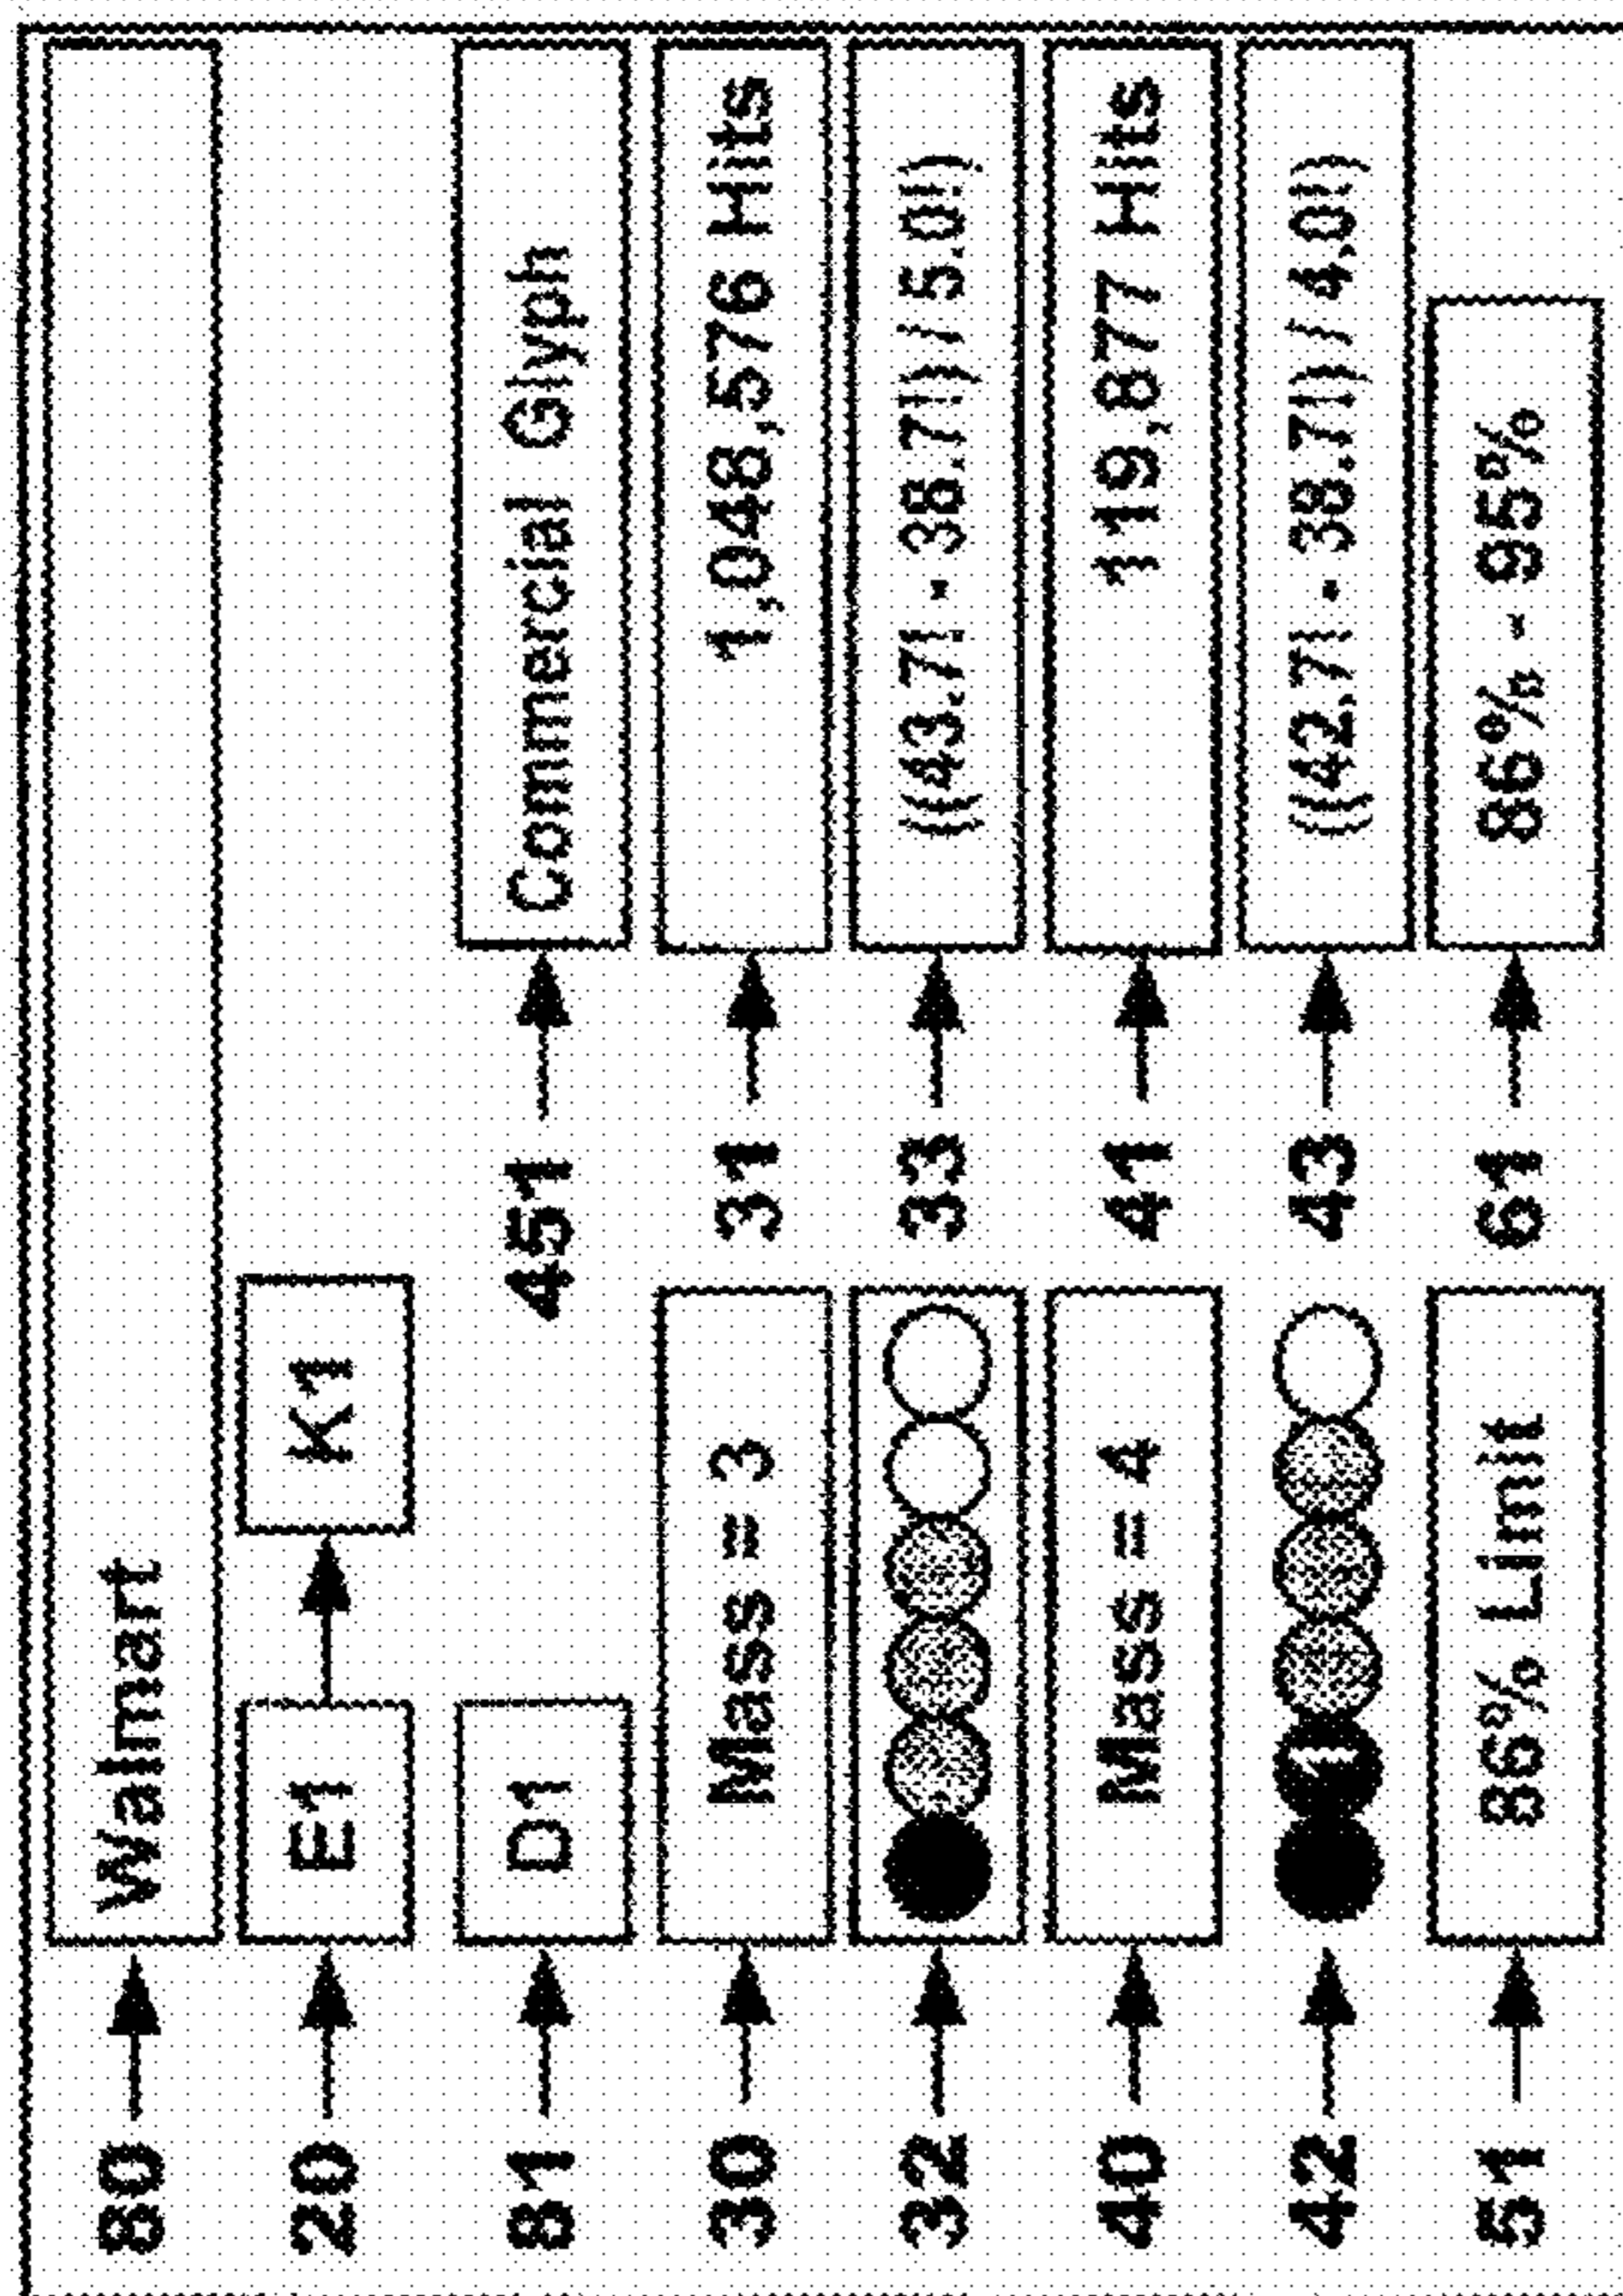 80 Walmart
20 E1 K1
81 D1 451 Commercial Glyph
30 Mass = 3 31 1,048,576 Hits
32 33 ((43.7!) - 38.7!) / 5.0!)
40 Mass = 4 41 119,877 Hits
42 1 43 ((42.7! - 38.7!) / 4.0!)
51 86% Limit 61 86% - 95%